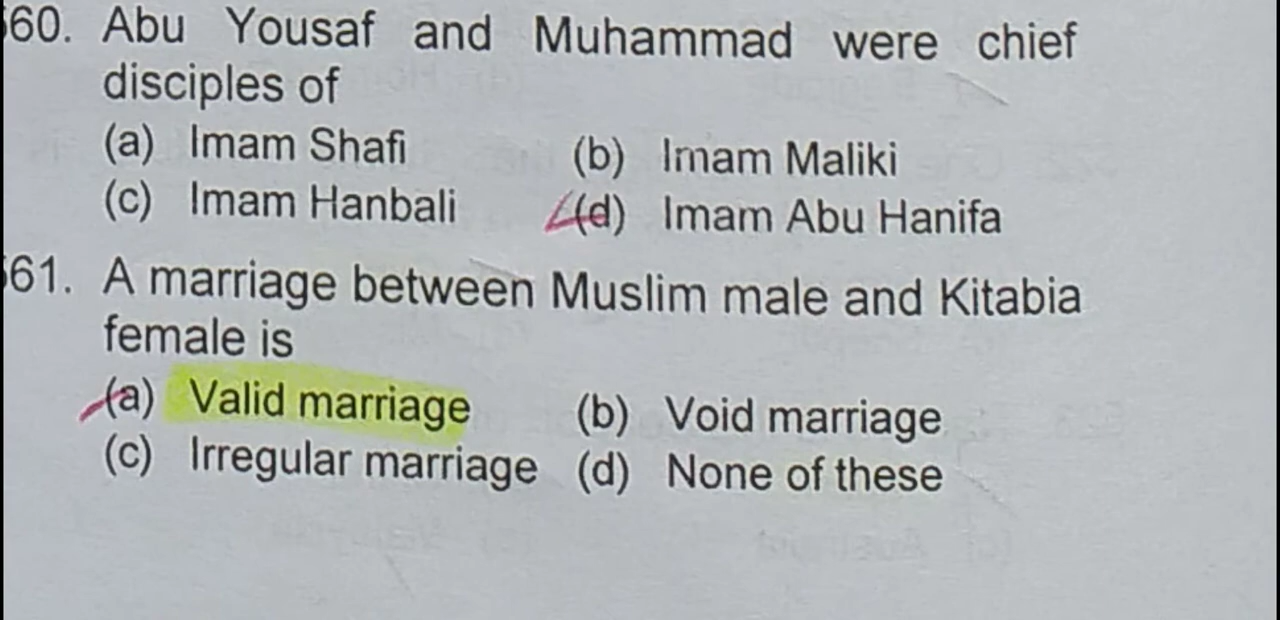 60. Abu Yousaf and Muhammad were chief
disciples of
(a) Imam Shafi (b) Imam Maliki
(c) Imam Hanbali (d) Imam Abu Hanifa
61. A marriage between Muslim male and Kitabia
female is
(a) Valid marriage (b) Void marriage
(c) Irregular marriage (d) None of these